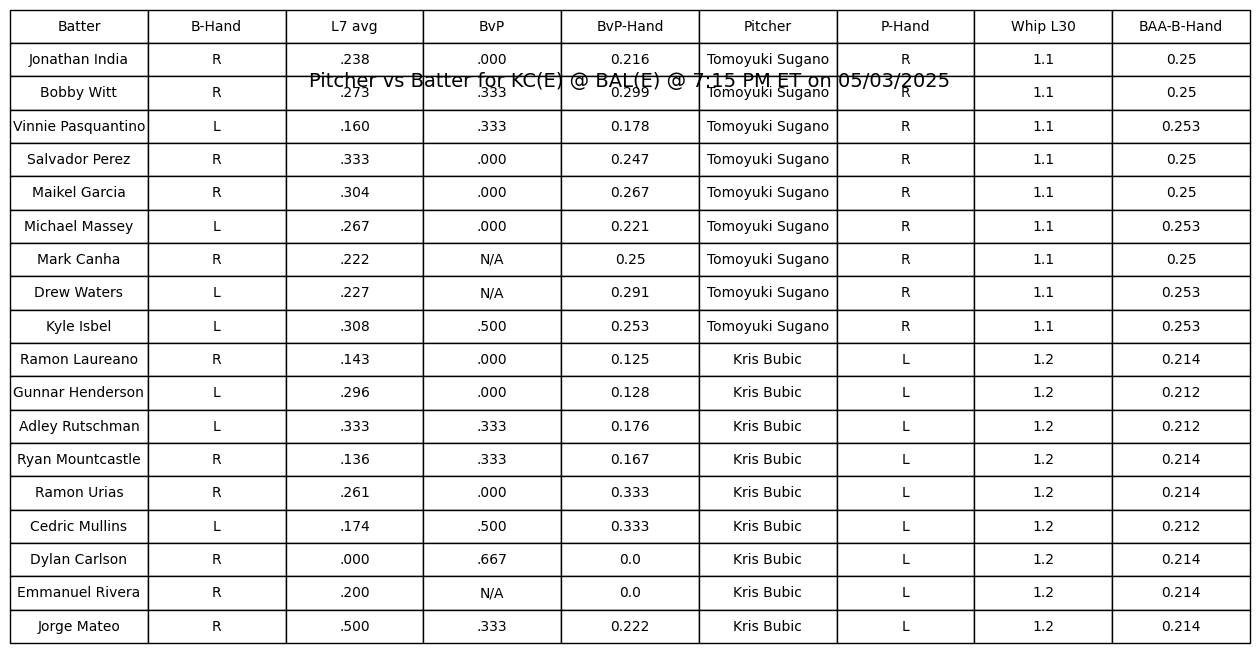 Batter B-Hand L7 avg BvP BvP-Hand Pitcher P-Hand Whip L30 BAA-B-Hand
Jonathan India R .238 .000 0.216 Tomoyuki Sugano R 1.1 0.25
Pitcher vs Batter for KC(E) @ BAL(E) @ 7:15 PM ET on 05/03/2025
Bobby Witt R .273 .333 0.299 Tomoyuki Sugano R 1.1 0.25
Vinnie Pasquantino L .160 .333 0.178 Tomoyuki Sugano R 1.1 0.253
Salvador Perez R .333 .000 0.247 Tomoyuki Sugano R 1.1 0.25
Maikel Garcia R .304 .000 0.267 Tomoyuki Sugano R 1.1 0.25
Michael Massey L .267 .000 0.221 Tomoyuki Sugano R 1.1 0.253
Mark Canha R .222 N/A 0.25 Tomoyuki Sugano R 1.1 0.25
Drew Waters L .227 N/A 0.291 Tomoyuki Sugano R 1.1 0.253
Kyle Isbel L .308 .500 0.253 Tomoyuki Sugano R 1.1 0.253
Ramon Laureano R .143 .000 0.125 Kris Bubic L 1.2 0.214
Gunnar Henderson L .296 .000 0.128 Kris Bubic L 1.2 0.212
Adley Rutschman L .333 .333 0.176 Kris Bubic L 1.2 0.212
Ryan Mountcastle R .136 .333 0.167 Kris Bubic L 1.2 0.214
Ramon Urias R .261 .000 0.333 Kris Bubic L 1.2 0.214
Cedric Mullins L .174 .500 0.333 Kris Bubic L 1.2 0.212
Dylan Carlson R .000 .667 0.0 Kris Bubic L 1.2 0.214
Emmanuel Rivera R .200 N/A 0.0 Kris Bubic L 1.2 0.214
Jorge Mateo R .500 .333 0.222 Kris Bubic L 1.2 0.214